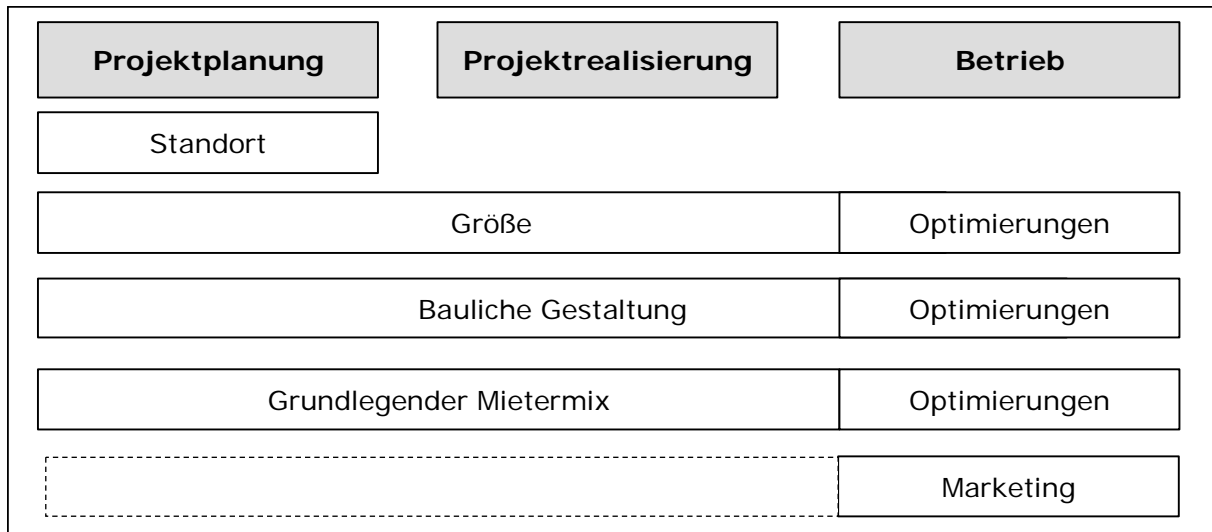 Projektplanung Projektrealisierung Betrieb
Standort
Größe Optimierungen
Bauliche Gestaltung Optimierungen
Grundlegender Mietermix Optimierungen
Marketing